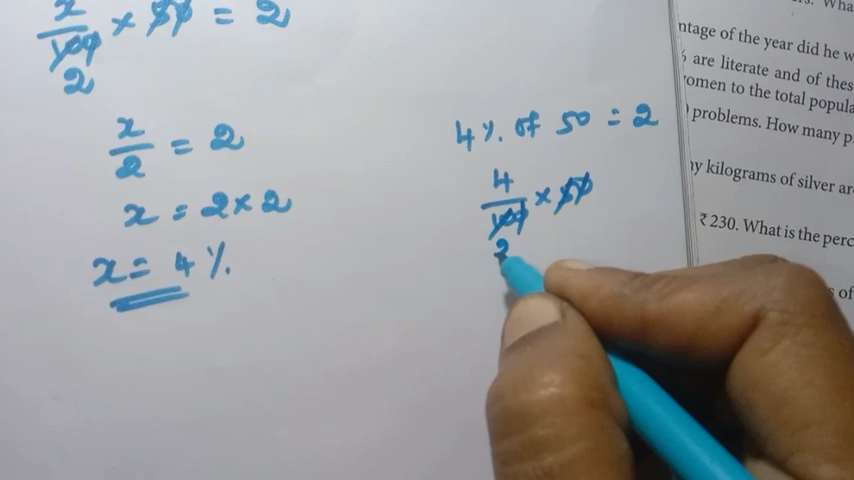 x/100 × 50 = 2
2
x/2 = 2
x = 2 × 2
x = 4 %
4 % of 50 = 2
4/100 × 50
2
ntage of the year did he w
are literate and of these
omen to the total popula
problems. How many p
kilograms of silver ar
₹ 230. What is the perc
of